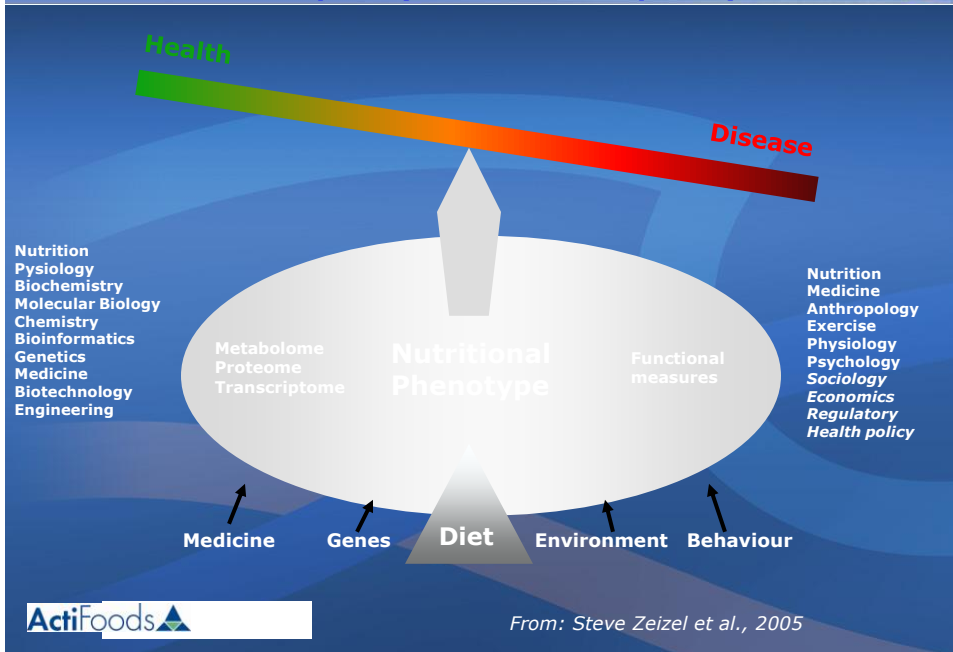 Health
Disease
Nutrition
Pysiology
Biochemistry
Molecular Biology
Chemistry
Bioinformatics
Genetics
Medicine
Biotechnology
Engineering
Metabolome
Proteome
Transcriptome
Nutritional
Phenotype
Functional
measures
Nutrition
Medicine
Anthropology
Exercise
Physiology
Psychology
Sociology
Economics
Regulatory
Health policy
Medicine
Genes
Diet
Environment
Behaviour
ActiFoods
From: Steve Zeizel et al., 2005